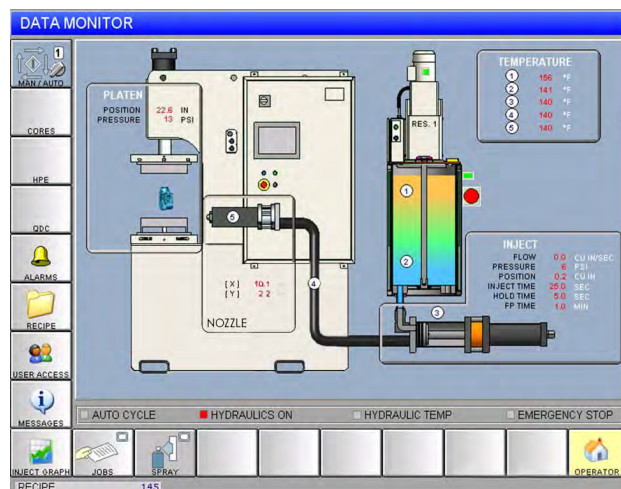 DATA MONITOR
1
MAN / AUTO
CORES
HPE
QDC
ALARMS
RECIPE
USER ACCESS
MESSAGES
INJECT GRAPH
PLATEN
POSITION 22.6 IN
PRESSURE 13 PSI
RES. 1
TEMPERATURE
1 156 °F
2 141 °F
3 140 °F
4 140 °F
5 140 °F
1
2
3
4
5
[X] 10.1
[Y] 2.2
NOZZLE
INJECT
FLOW 0.0 CU IN/SEC
PRESSURE 6 PSI
POSITION 0.2 CU IN
INJECT TIME 25.0 SEC
HOLD TIME 5.0 SEC
FP TIME 1.0 MIN
AUTO CYCLE HYDRAULICS ON HYDRAULIC TEMP EMERGENCY STOP
JOBS SPRAY OPERATOR
RECIPE 145